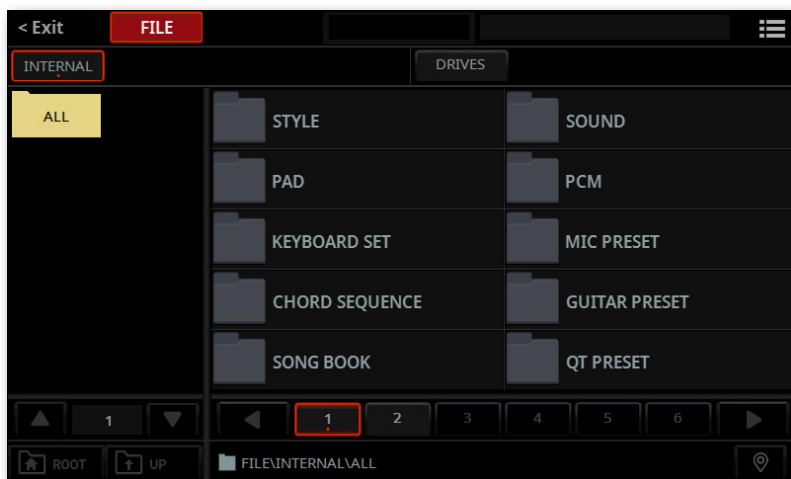 < Exit FILE
INTERNAL DRIVES
ALL
STYLE SOUND
PAD PCM
KEYBOARD SET MIC PRESET
CHORD SEQUENCE GUITAR PRESET
SONG BOOK QT PRESET
1 1 2 3 4 5 6
ROOT UP FILE\INTERNAL\ALL